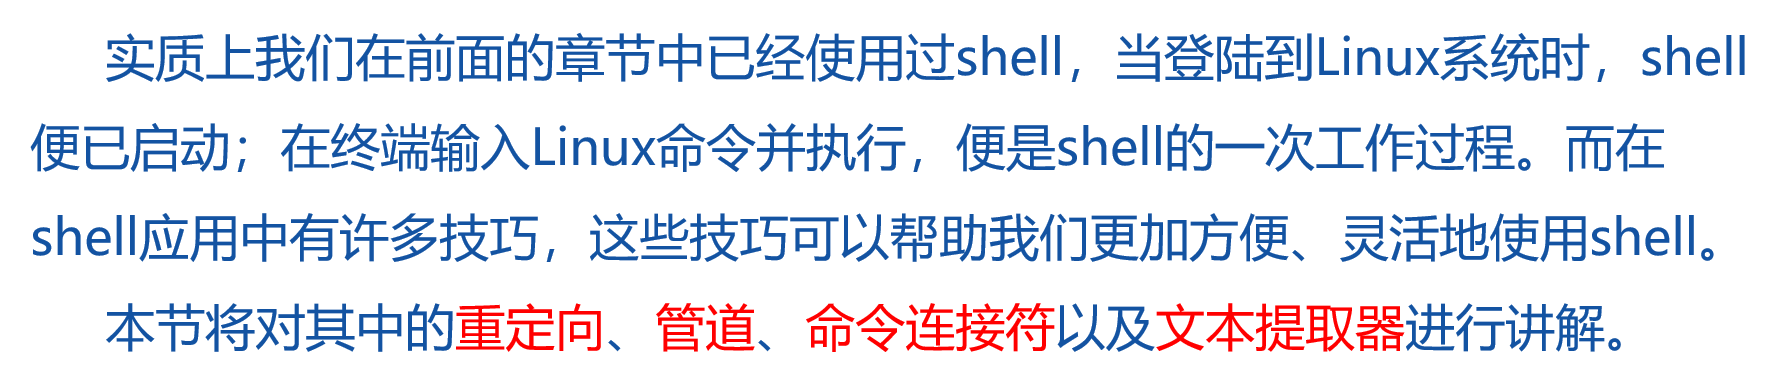 实质上我们在前面的章节中已经使用过shell，当登陆到Linux系统时，shell
便已启动；在终端输入Linux命令并执行，便是shell的一次工作过程。而在
shell应用中有许多技巧，这些技巧可以帮助我们更加方便、灵活地使用shell。
本节将对其中的重定向、管道、命令连接符以及文本提取器进行讲解。